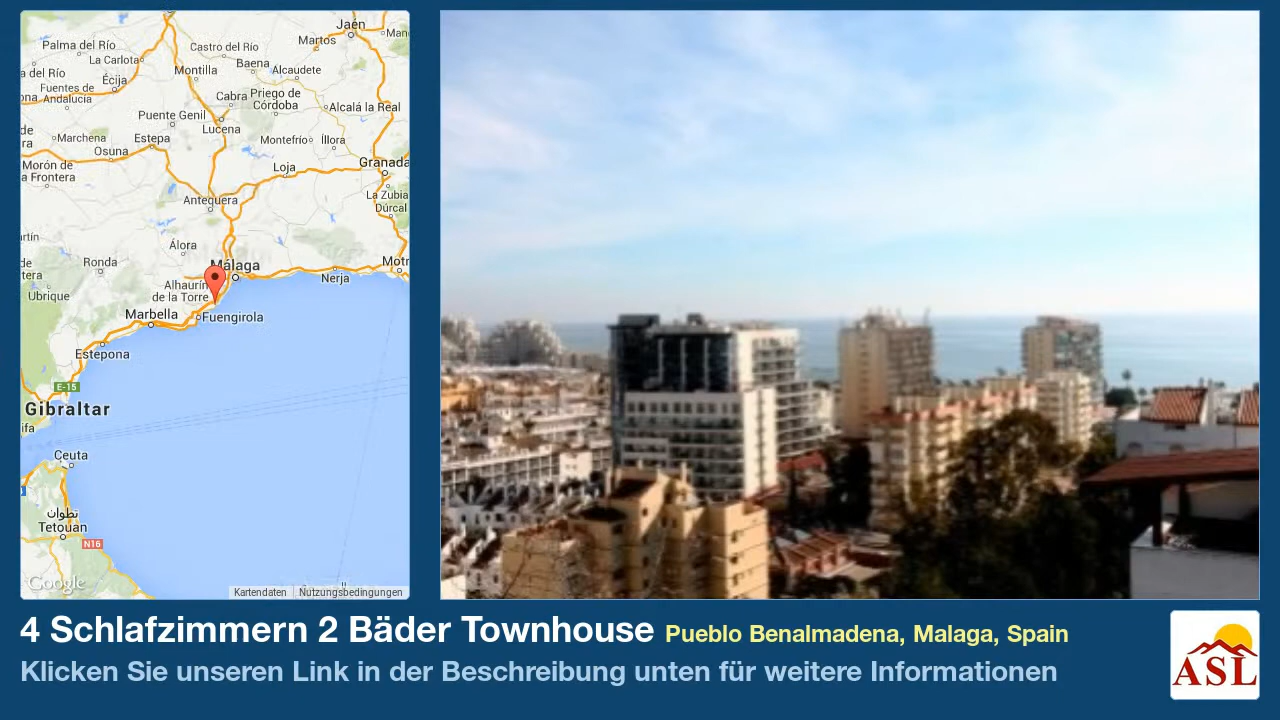 Jaén
Martos
Palma del Río
Castro del Río
La Carlota
Baena
Montilla
Alcaudete
Écija
Fuentes de
Andalucía
Cabra
Priego de
Córdoba
Alcalá la Real
Puente Genil
Lucena
Marchena
Estepa
Montefrío
Íllora
Osuna
Morón de
la Frontera
Loja
Granada
La Zubia
Dúrcal
Antequera
Álora
Ronda
Málaga
Motr
Nerja
Alhaurín
de la Torre
Ubrique
Marbella
Fuengirola
Estepona
E-15
Gibraltar
Ceuta
تطوان
Tetouan
N16
Google
Kartendaten
Nutzungsbedingungen
4 Schlafzimmern 2 Bäder Townhouse Pueblo Benalmadena, Malaga, Spain
Klicken Sie unseren Link in der Beschreibung unten für weitere Informationen
ASL